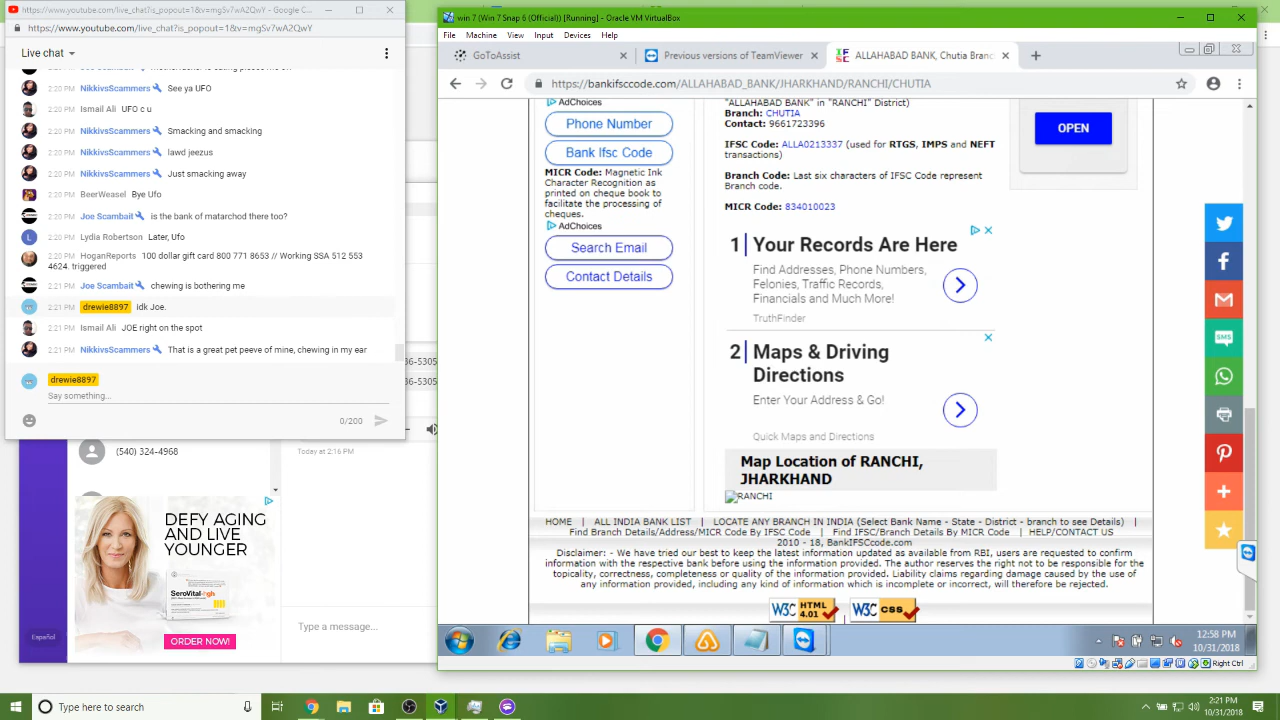 https://www.youtube.com/live_chat?is_popout=1&v=mgSv7wA2QwY - Google C...
https://www.youtube.com/live_chat?is_popout=1&v=mgSv7wA2QwY
Live chat
2:20 PM NikkivsScammers See ya UFO
2:20 PM Ismail Ali UFO c u
2:20 PM NikkivsScammers Smacking and smacking
2:20 PM NikkivsScammers lawd jeezus
2:20 PM NikkivsScammers Just smacking away
2:20 PM BeerWeasel Bye Ufo
2:20 PM Joe Scambait is the bank of matarchod there too?
2:20 PM Lydia Robertson Later, Ufo
2:20 PM HoganReports 100 dollar gift card 800 771 8653 // Working SSA 512 553
4624. triggered
2:20 PM Joe Scambait chewing is bothering me
2:21 PM drewie8897 idk Joe.
2:21 PM Ismail Ali JOE right on the spot
2:21 PM NikkivsScammers That is a great pet peeve of mine, chewing in my ear
drewie8897
Say something...
0/200
36-5305
36-5305
(540) 324-4968
Today at 2:16 PM
DEFY AGING
AND LIVE
YOUNGER
SeroVital-hgh
ORDER NOW!
Español
Type a message...
win 7 (Win 7 Snap 6 (Official)) [Running] - Oracle VM VirtualBox
File Machine View Input Devices Help
GoToAssist
Previous versions of TeamViewer
ALLAHABAD BANK, Chutia Branc
https://bankifsccode.com/ALLAHABAD_BANK/JHARKHAND/RANCHI/CHUTIA
AdChoices
Phone Number
Bank Ifsc Code
MICR Code: Magnetic Ink
Character Recognition as
printed on cheque book to
facilitate the processing of
cheques.
AdChoices
Search Email
Contact Details
"ALLAHABAD BANK" in "RANCHI" District)
Branch: CHUTIA
Contact: 9661723396
IFSC Code: ALLA0213337 (used for RTGS, IMPS and NEFT
transactions)
Branch Code: Last six characters of IFSC Code represent
Branch code.
MICR Code: 834010023
OPEN
1 Your Records Are Here
Find Addresses, Phone Numbers,
Felonies, Traffic Records,
Financials and Much More!
TruthFinder
2 Maps & Driving
Directions
Enter Your Address & Go!
Quick Maps and Directions
Map Location of RANCHI,
JHARKHAND
RANCHI
SMS
HOME | ALL INDIA BANK LIST | LOCATE ANY BRANCH IN INDIA (Select Bank Name - State - District - branch to see Details) |
Find Branch Details/Address/MICR Code By IFSC Code | Find IFSC/Branch Details By MICR Code | HELP/CONTACT US
2010 - 18, BankIFSCcode.com
Disclaimer: - We have tried our best to keep the latest information updated as available from RBI, users are requested to confirm
information with the respective bank before using the information provided. The author reserves the right not to be responsible for the
topicality, correctness, completeness or quality of the information provided. Liability claims regarding damage caused by the use of
any information provided, including any kind of information which is incomplete or incorrect, will therefore be rejected.
W3C HTML 4.01
W3C CSS
12:58 PM
10/31/2018
Right Ctrl
Type here to search
2:21 PM
10/31/2018